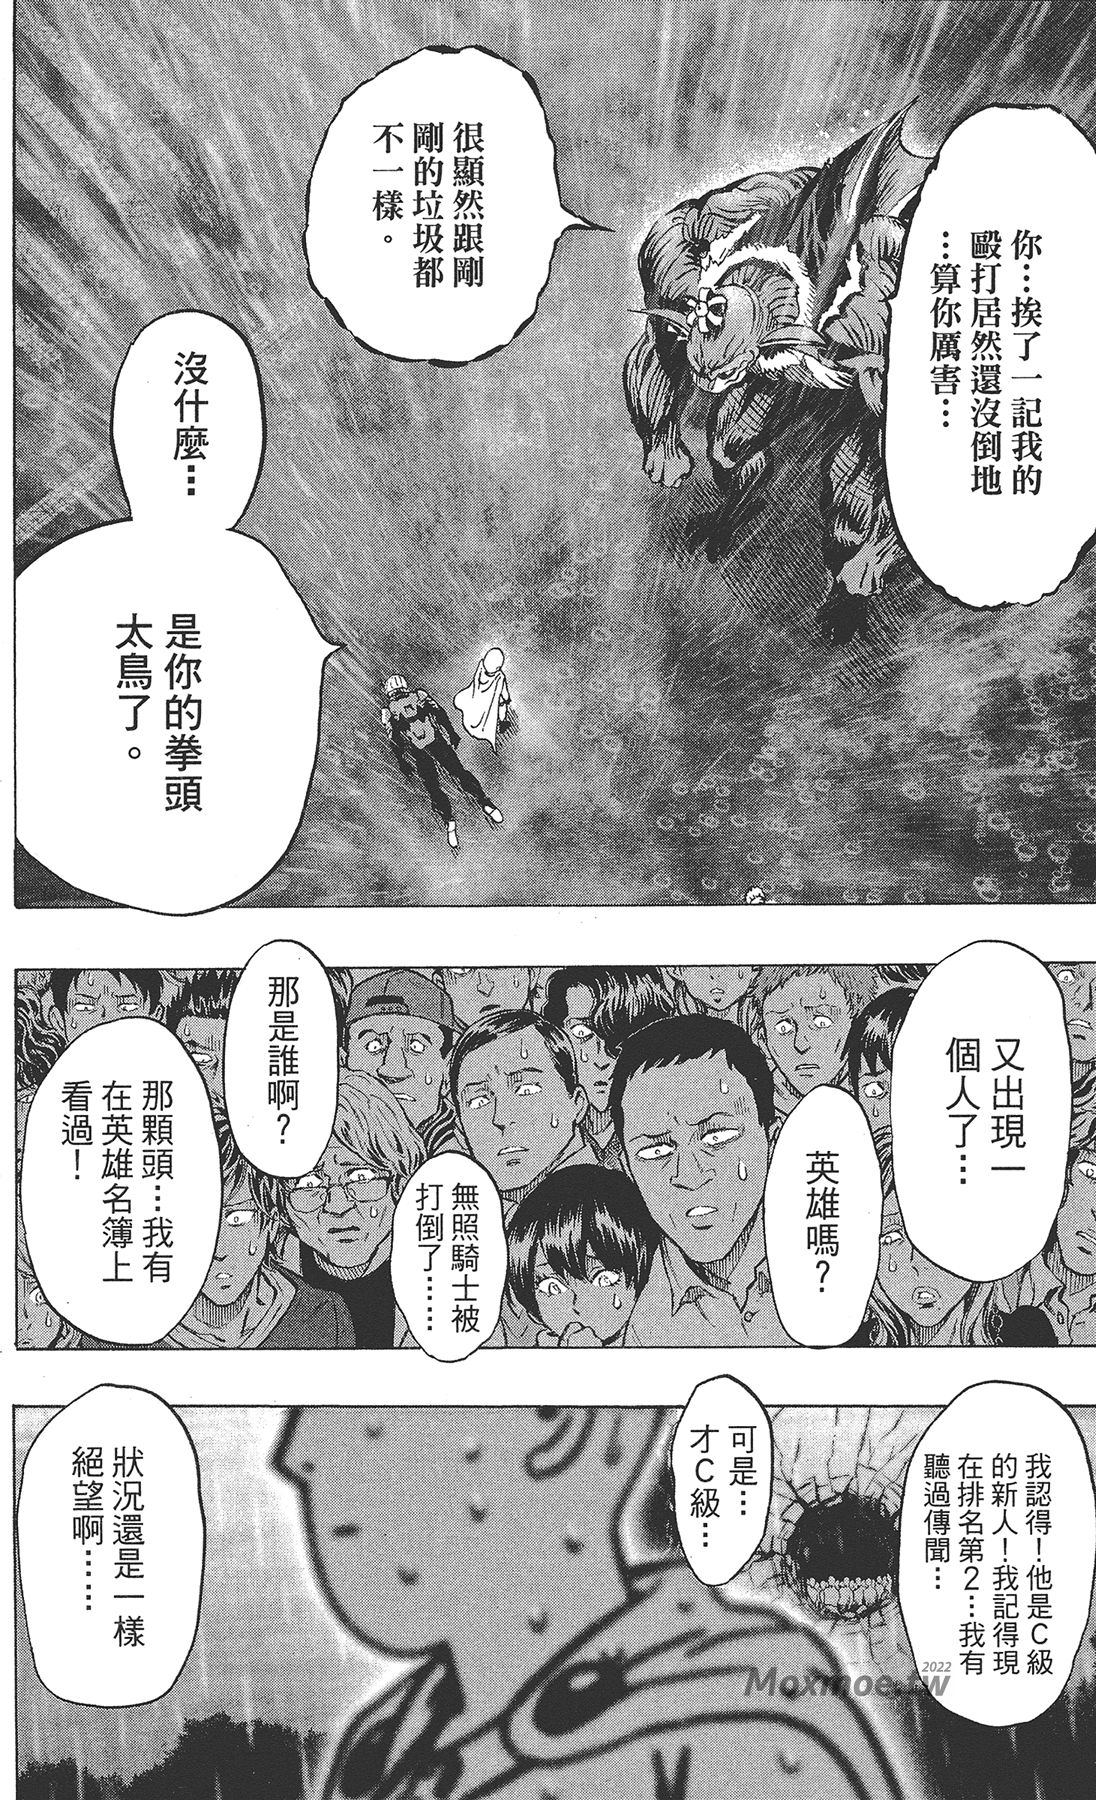 你…挨了一記我的
毆打居然還沒倒地
…算你厲害…
很顯然跟剛
剛的垃圾都
不一樣。
沒什麼…
是你的拳頭
太鳥了。
又出現一
個人了…
英雄嗎？
無照騎士被
打倒了……
那是誰啊？
那顆頭…我有
在英雄名簿上
看過！
我認得！他是C級
的新人！我記得現
在排名第2…我有
聽過傳聞…
可是…
才C級…
狀況還是一樣
絕望啊……
2022
Moxmoe.tw